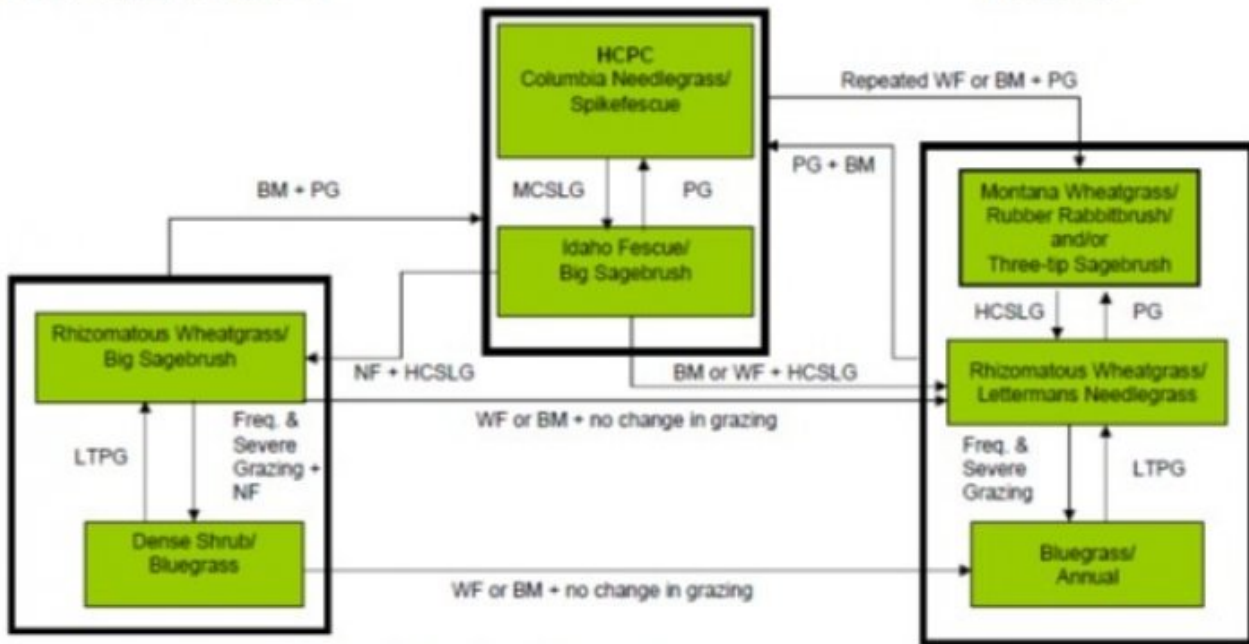 HCPC
Columbia Needlegrass/
Spikefescue
Repeated WF or BM + PG
PG + BM
MCSLG
PG
BM + PG
Montana Wheatgrass/
Rubber Rabbitbrush/
and/or
Three-tip Sagebrush
Idaho Fescue/
Big Sagebrush
HCSLG
PG
Rhizomatous Wheatgrass/
Big Sagebrush
NF + HCSLG
BM or WF + HCSLG
Rhizomatous Wheatgrass/
Lettermans Needlegrass
WF or BM + no change in grazing
LTPG
Freq. &
Severe
Grazing +
NF
Freq. &
Severe
Grazing
LTPG
Dense Shrub/
Bluegrass
Bluegrass/
Annual
WF or BM + no change in grazing